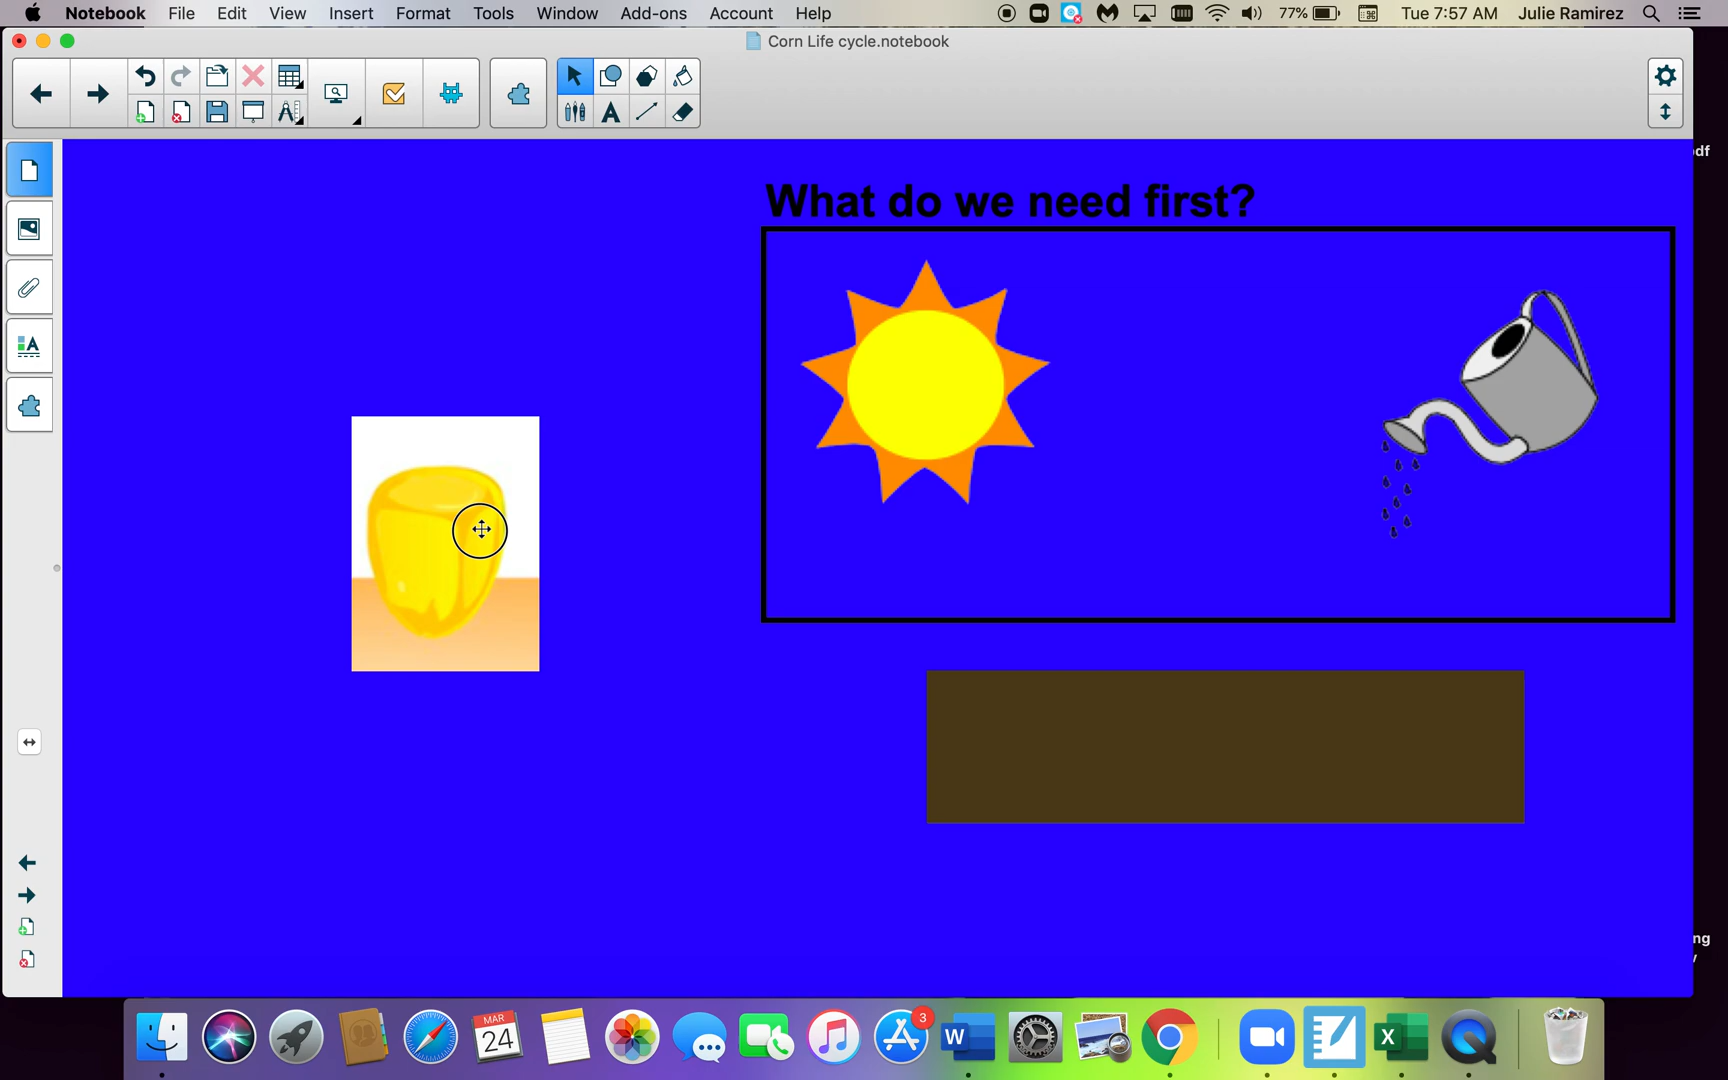 Notebook File Edit View Insert Format Tools Window Add-ons Account Help 77% Tue 7:57 AM Julie Ramirez
Corn Life cycle.notebook
df
What do we need first?
A
A
ng
MAR
24
3
W
X